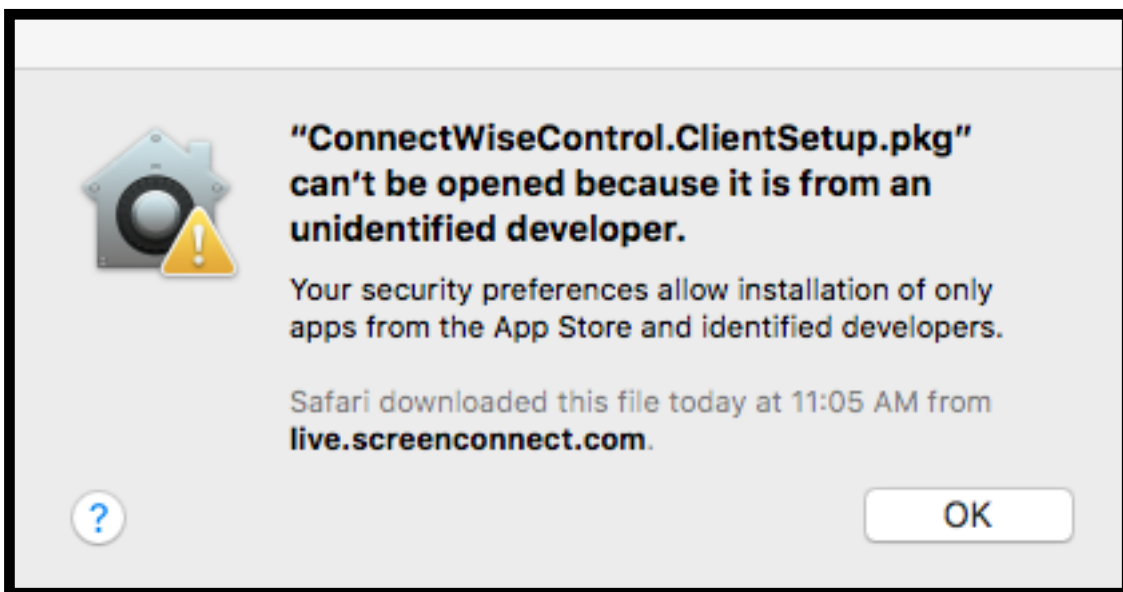 “ConnectWiseControl.ClientSetup.pkg”
can’t be opened because it is from an
unidentified developer.
Your security preferences allow installation of only
apps from the App Store and identified developers.
Safari downloaded this file today at 11:05 AM from
live.screenconnect.com.
?
OK